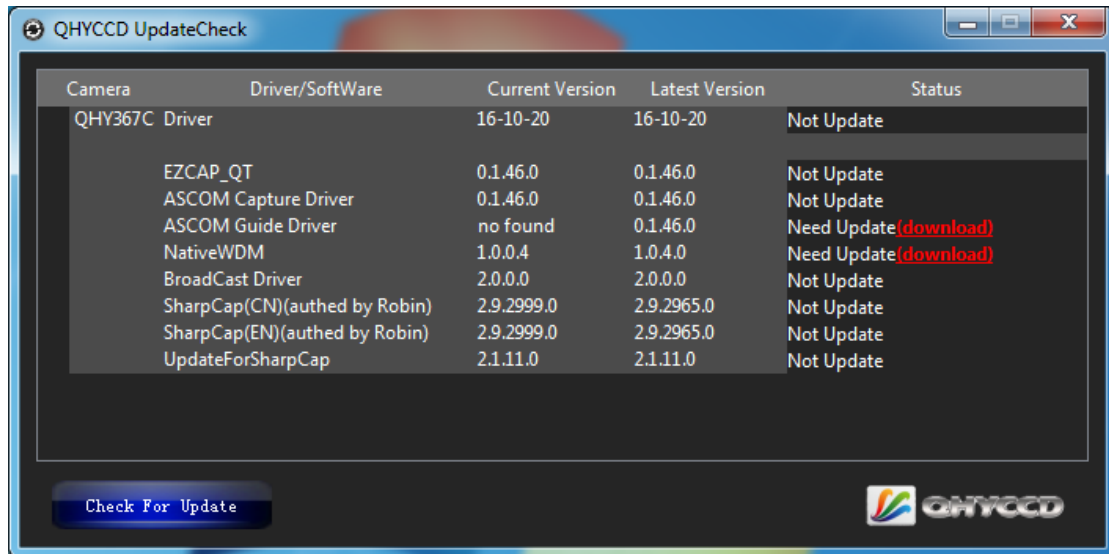 QHYCCD UpdateCheck
Camera Driver/SoftWare Current Version Latest Version Status
QHY367C Driver 16-10-20 16-10-20 Not Update
EZCAP_QT 0.1.46.0 0.1.46.0 Not Update
ASCOM Capture Driver 0.1.46.0 0.1.46.0 Not Update
ASCOM Guide Driver no found 0.1.46.0 Need Update(download)
NativeWDM 1.0.0.4 1.0.4.0 Need Update(download)
BroadCast Driver 2.0.0.0 2.0.0.0 Not Update
SharpCap(CN)(authed by Robin) 2.9.2999.0 2.9.2965.0 Not Update
SharpCap(EN)(authed by Robin) 2.9.2999.0 2.9.2965.0 Not Update
UpdateForSharpCap 2.1.11.0 2.1.11.0 Not Update
Check For Update QHYCCD